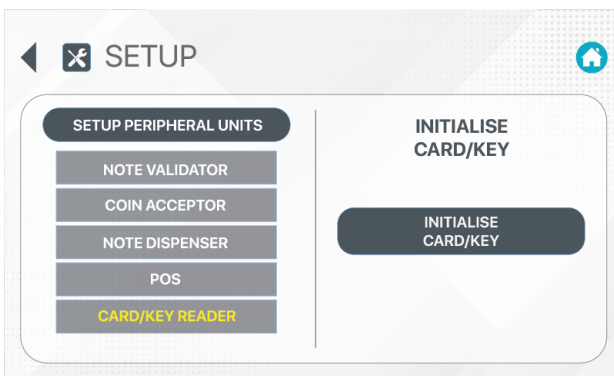 SETUP
SETUP PERIPHERAL UNITS
NOTE VALIDATOR
COIN ACCEPTOR
NOTE DISPENSER
POS
CARD/KEY READER
INITIALISE
CARD/KEY
INITIALISE
CARD/KEY